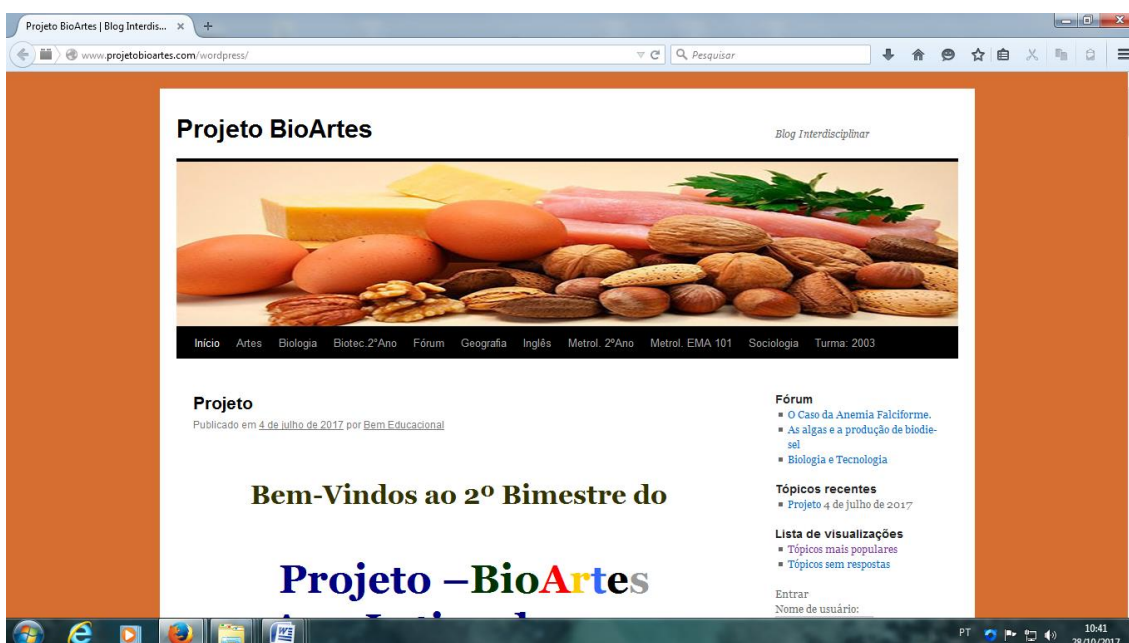 Projeto BioArtes | Blog Interdis...
www.projetobioartes.com/wordpress/
Pesquisar
Projeto BioArtes
Blog Interdisciplinar
Início Artes Biologia Biotec.2ºAno Fórum Geografia Inglês Metrol. 2ºAno Metrol. EMA 101 Sociologia Turma: 2003
Projeto
Publicado em 4 de julho de 2017 por Bem Educacional
Bem-Vindos ao 2º Bimestre do
Projeto –BioArtes
Fórum
O Caso da Anemia Falciforme.
As algas e a produção de biodie-
sel
Biologia e Tecnologia
Tópicos recentes
Projeto 4 de julho de 2017
Lista de visualizações
Tópicos mais populares
Tópicos sem respostas
Entrar
Nome de usuário:
PT
10:41
28/10/2017